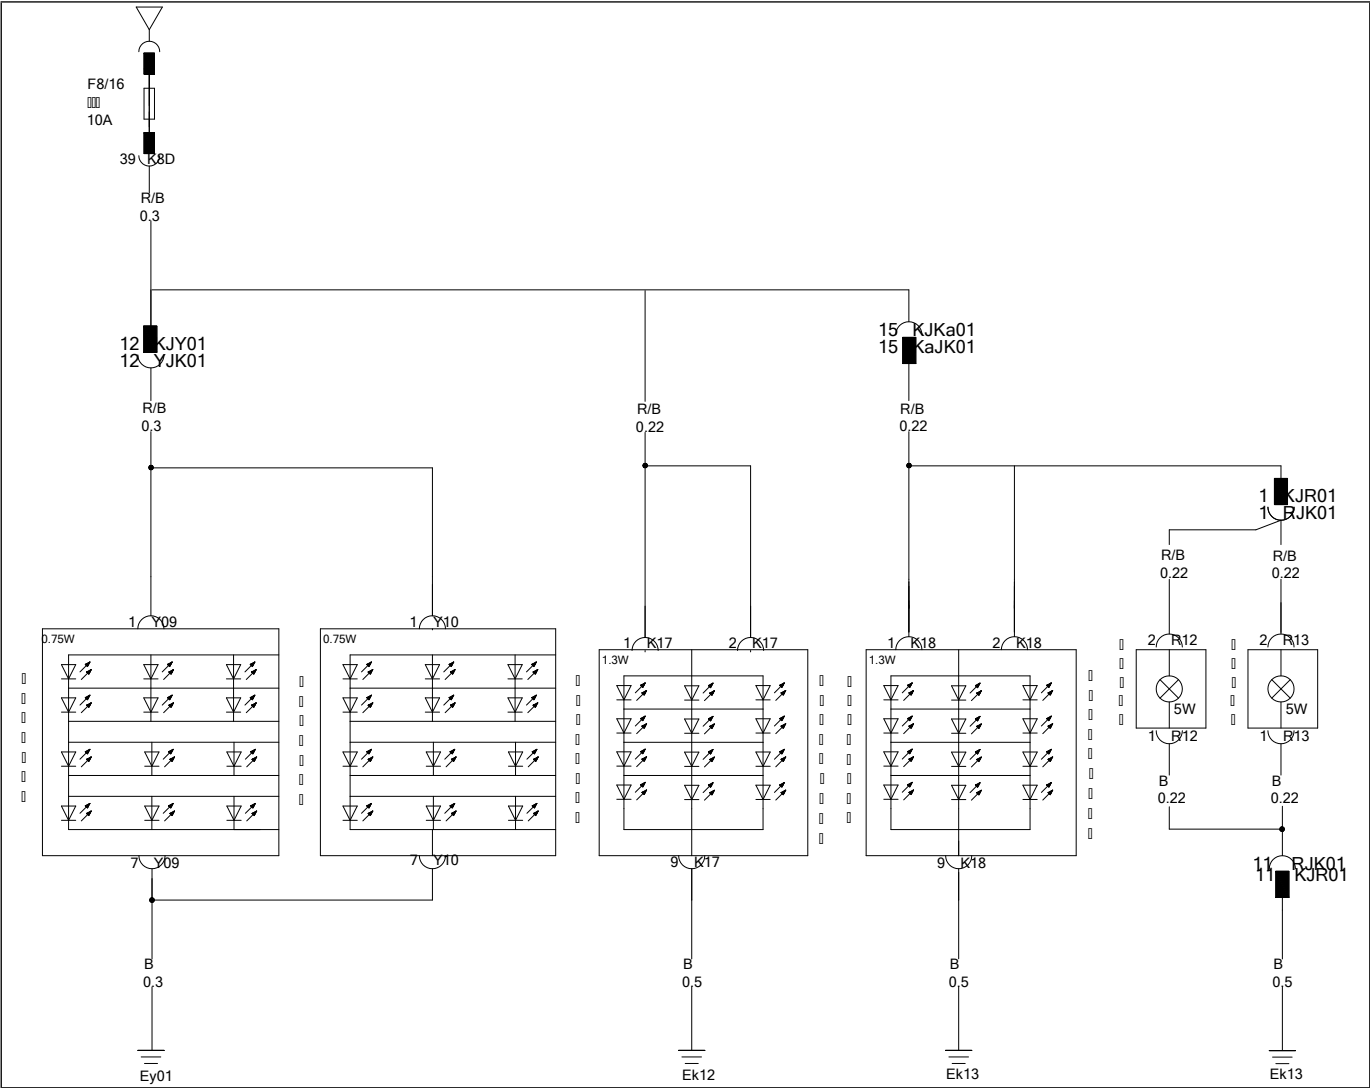 F8/16
10A
39 K8D
R/B
0.3
12 KJY01
12 YJK01
15 KJKa01
15 KaJK01
R/B
0.3
R/B
0.22
R/B
0.22
1 KJR01
1 RJK01
R/B
0.22
R/B
0.22
1 Y09
0.75W
1 Y10
0.75W
1 K17
2 K17
1.3W
1 K18
2 K18
1.3W
2 R12
5W
2 R13
5W
1 R12
1 R13
B
0.22
B
0.22
7 Y09
7 Y10
9 K17
9 K18
11 RJK01
11 KJR01
B
0.3
B
0.5
B
0.5
B
0.5
Ey01
Ek12
Ek13
Ek13